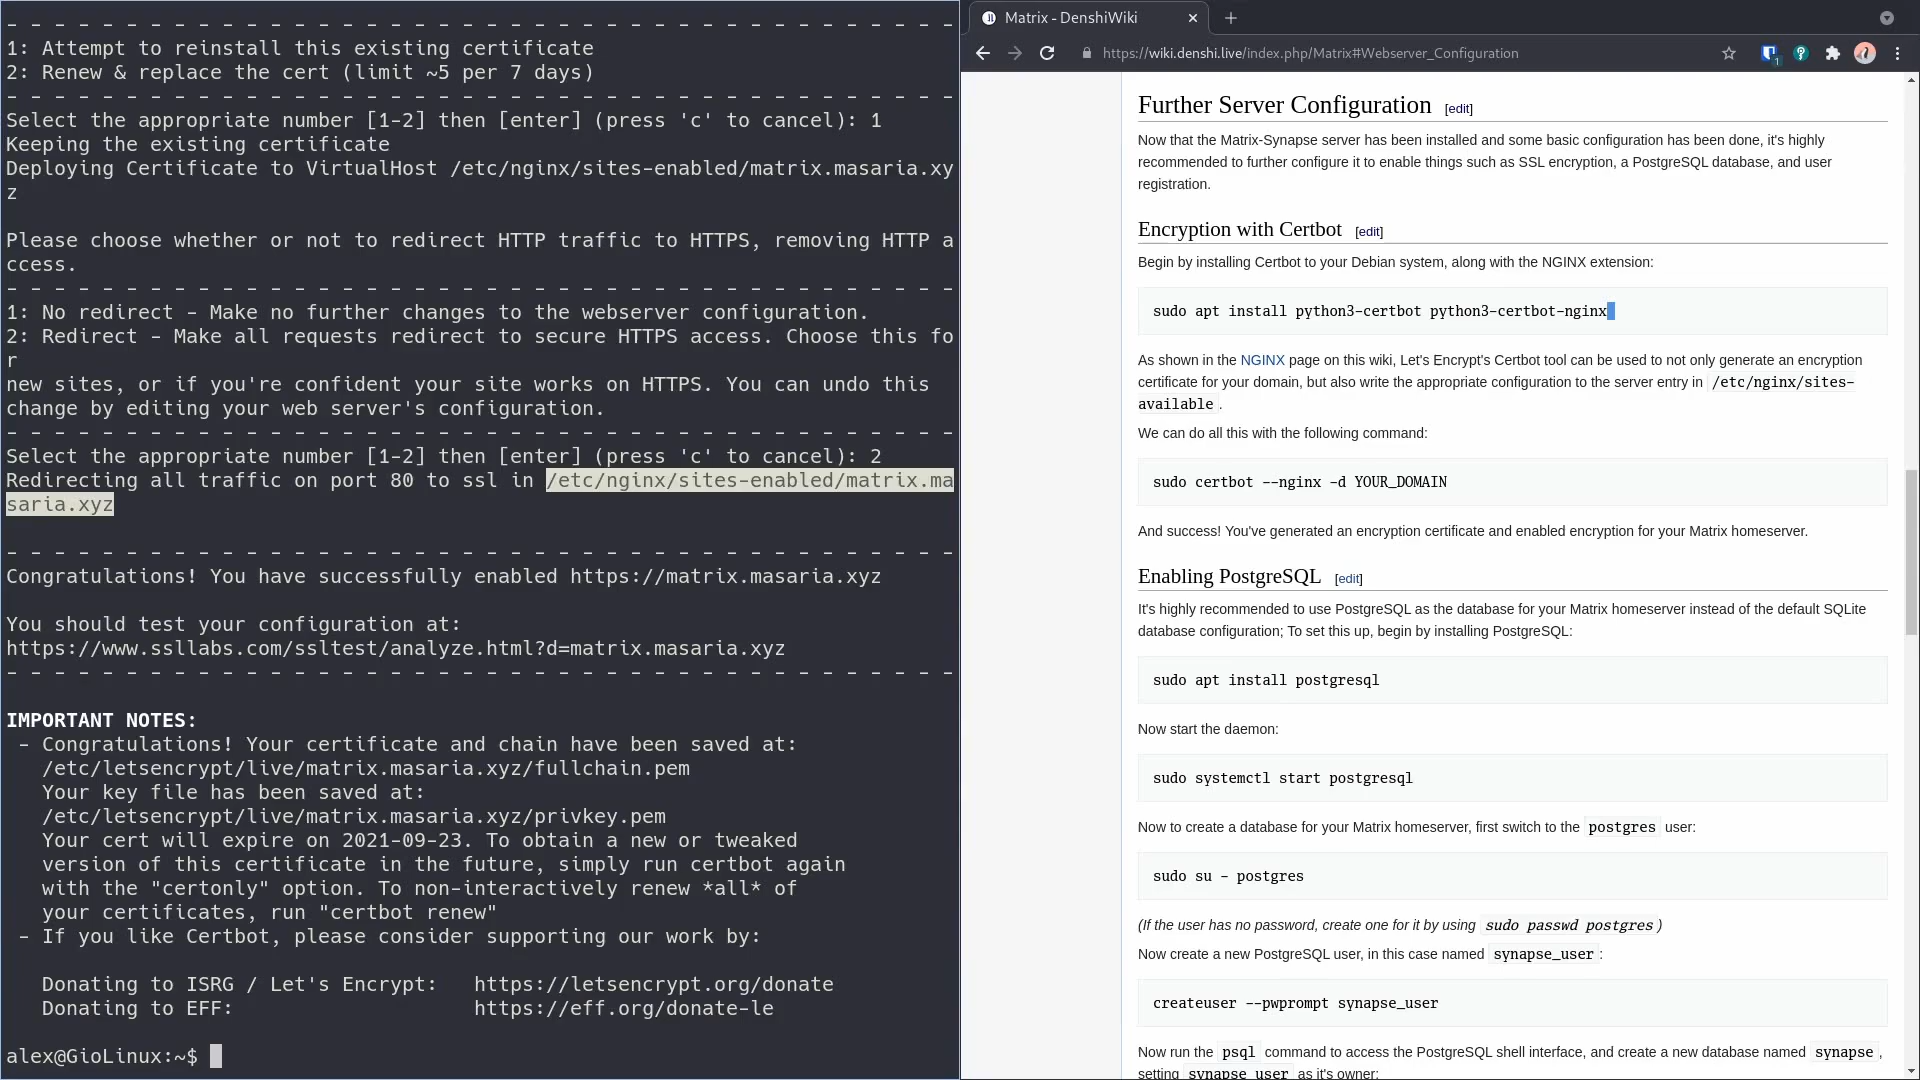 - - - - - - - - - - - - - - - - - - - - - - - - - - - - - - - - - - - - - - - -
1: Attempt to reinstall this existing certificate
2: Renew & replace the cert (limit ~5 per 7 days)
- - - - - - - - - - - - - - - - - - - - - - - - - - - - - - - - - - - - - - - -
Select the appropriate number [1-2] then [enter] (press 'c' to cancel): 1
Keeping the existing certificate
Deploying Certificate to VirtualHost /etc/nginx/sites-enabled/matrix.masaria.xy
z
Please choose whether or not to redirect HTTP traffic to HTTPS, removing HTTP a
ccess.
- - - - - - - - - - - - - - - - - - - - - - - - - - - - - - - - - - - - - - - -
1: No redirect - Make no further changes to the webserver configuration.
2: Redirect - Make all requests redirect to secure HTTPS access. Choose this fo
r
new sites, or if you're confident your site works on HTTPS. You can undo this
change by editing your web server's configuration.
- - - - - - - - - - - - - - - - - - - - - - - - - - - - - - - - - - - - - - - -
Select the appropriate number [1-2] then [enter] (press 'c' to cancel): 2
Redirecting all traffic on port 80 to ssl in /etc/nginx/sites-enabled/matrix.ma
saria.xyz
- - - - - - - - - - - - - - - - - - - - - - - - - - - - - - - - - - - - - - - -
Congratulations! You have successfully enabled https://matrix.masaria.xyz
You should test your configuration at:
https://www.ssllabs.com/ssltest/analyze.html?d=matrix.masaria.xyz
- - - - - - - - - - - - - - - - - - - - - - - - - - - - - - - - - - - - - - - -
IMPORTANT NOTES:
- Congratulations! Your certificate and chain have been saved at:
/etc/letsencrypt/live/matrix.masaria.xyz/fullchain.pem
Your key file has been saved at:
/etc/letsencrypt/live/matrix.masaria.xyz/privkey.pem
Your cert will expire on 2021-09-23. To obtain a new or tweaked
version of this certificate in the future, simply run certbot again
with the "certonly" option. To non-interactively renew *all* of
your certificates, run "certbot renew"
- If you like Certbot, please consider supporting our work by:
Donating to ISRG / Let's Encrypt: https://letsencrypt.org/donate
Donating to EFF: https://eff.org/donate-le
alex@GioLinux:~$
Matrix - DenshiWiki
https://wiki.denshi.live/index.php/Matrix#Webserver_Configuration
1
Further Server Configuration [edit]
Now that the Matrix-Synapse server has been installed and some basic configuration has been done, it's highly
recommended to further configure it to enable things such as SSL encryption, a PostgreSQL database, and user
registration.
Encryption with Certbot [edit]
Begin by installing Certbot to your Debian system, along with the NGINX extension:
sudo apt install python3-certbot python3-certbot-nginx
As shown in the NGINX page on this wiki, Let's Encrypt's Certbot tool can be used to not only generate an encryption
certificate for your domain, but also write the appropriate configuration to the server entry in /etc/nginx/sites-
available .
We can do all this with the following command:
sudo certbot --nginx -d YOUR_DOMAIN
And success! You've generated an encryption certificate and enabled encryption for your Matrix homeserver.
Enabling PostgreSQL [edit]
It's highly recommended to use PostgreSQL as the database for your Matrix homeserver instead of the default SQLite
database configuration; To set this up, begin by installing PostgreSQL:
sudo apt install postgresql
Now start the daemon:
sudo systemctl start postgresql
Now to create a database for your Matrix homeserver, first switch to the postgres user:
sudo su - postgres
(If the user has no password, create one for it by using sudo passwd postgres )
Now create a new PostgreSQL user, in this case named synapse_user :
createuser --pwprompt synapse_user
Now run the psql command to access the PostgreSQL shell interface, and create a new database named synapse ,
setting synapse_user as it's owner: